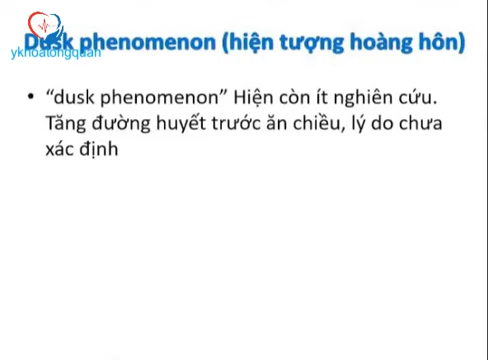 Dusk phenomenon (hiện tượng hoàng hôn)
ykhoatongquan
• “dusk phenomenon” Hiện còn ít nghiên cứu.
Tăng đường huyết trước ăn chiều, lý do chưa
xác định